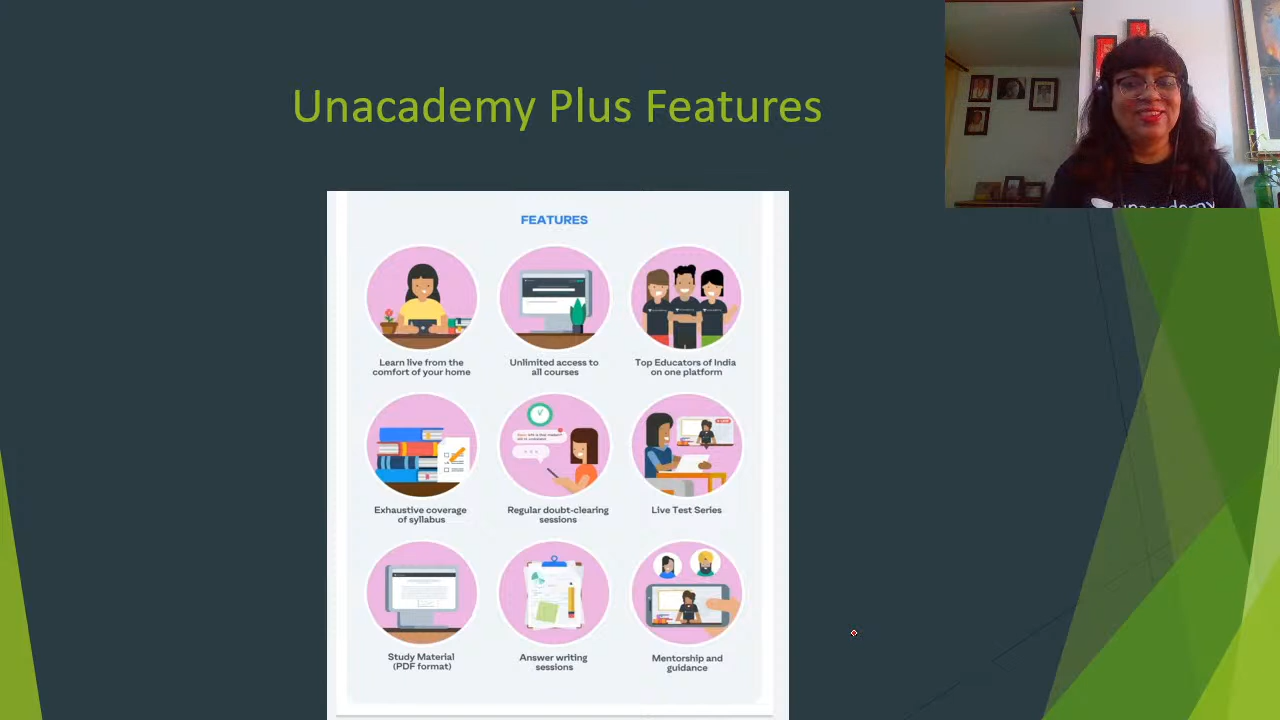 Unacademy Plus Features
unacademy
FEATURES
Learn live from the
comfort of your home
Unlimited access to
all courses
Top Educators of India
on one platform
Exhaustive coverage
of syllabus
Regular doubt-clearing
sessions
Live Test Series
Study Material
(PDF format)
Answer writing
sessions
Mentorship and
guidance